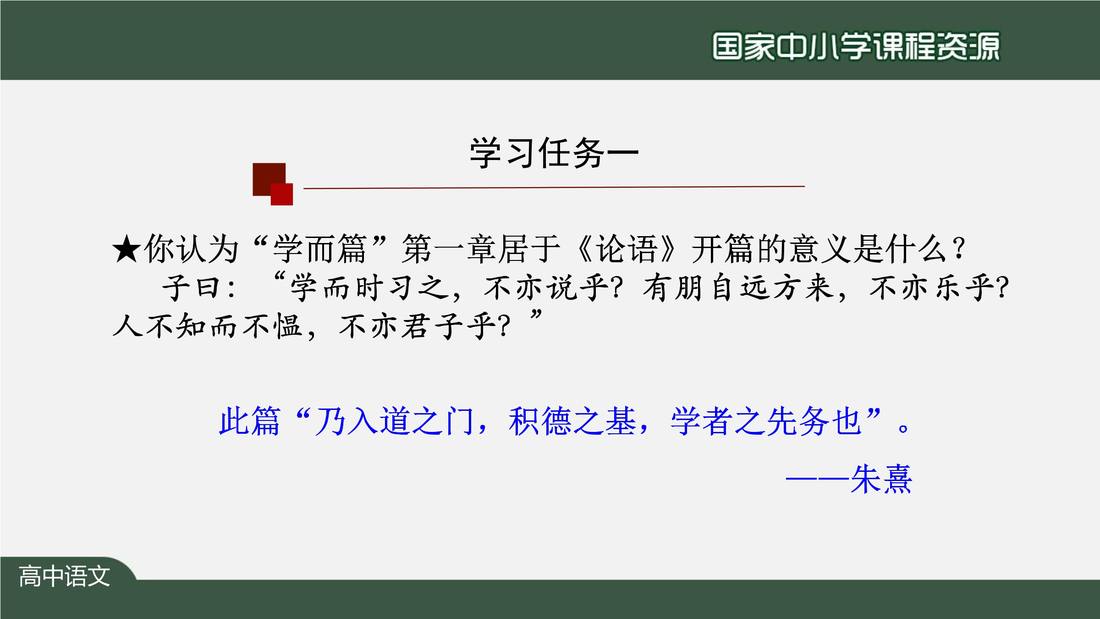 国家中小学课程资源
学习任务一
★你认为“学而篇”第一章居于《论语》开篇的意义是什么?
子曰：“学而时习之，不亦说乎？有朋自远方来，不亦乐乎？
人不知而不愠，不亦君子乎？”
此篇“乃入道之门，积德之基，学者之先务也”。
——朱熹
高中语文